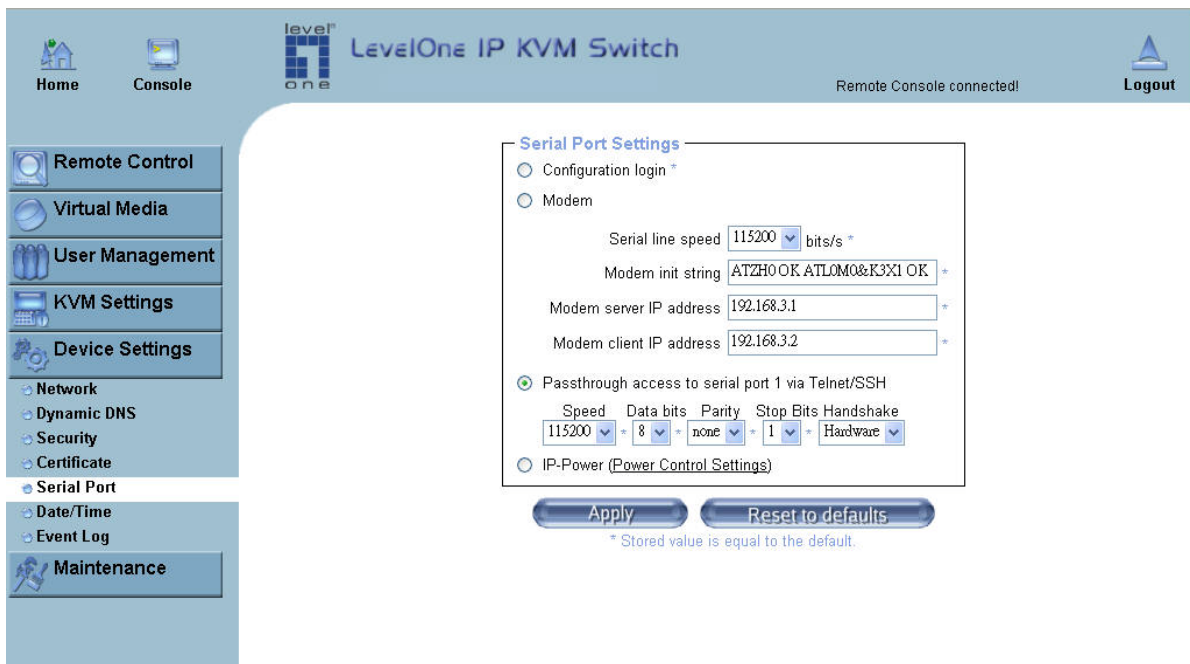 level one
LevelOne IP KVM Switch
Home
Console
Remote Console connected!
Logout
Remote Control
Virtual Media
User Management
KVM Settings
Device Settings
Network
Dynamic DNS
Security
Certificate
Serial Port
Date/Time
Event Log
Maintenance
Serial Port Settings
Configuration login *
Modem
Serial line speed 115200 bits/s *
Modem init string ATZH0 OK ATL0M0&K3X1 OK *
Modem server IP address 192.168.3.1 *
Modem client IP address 192.168.3.2 *
Passthrough access to serial port 1 via Telnet/SSH
Speed Data bits Parity Stop Bits Handshake
115200 * 8 * none * 1 * Hardware
IP-Power (Power Control Settings)
Apply
Reset to defaults
* Stored value is equal to the default.